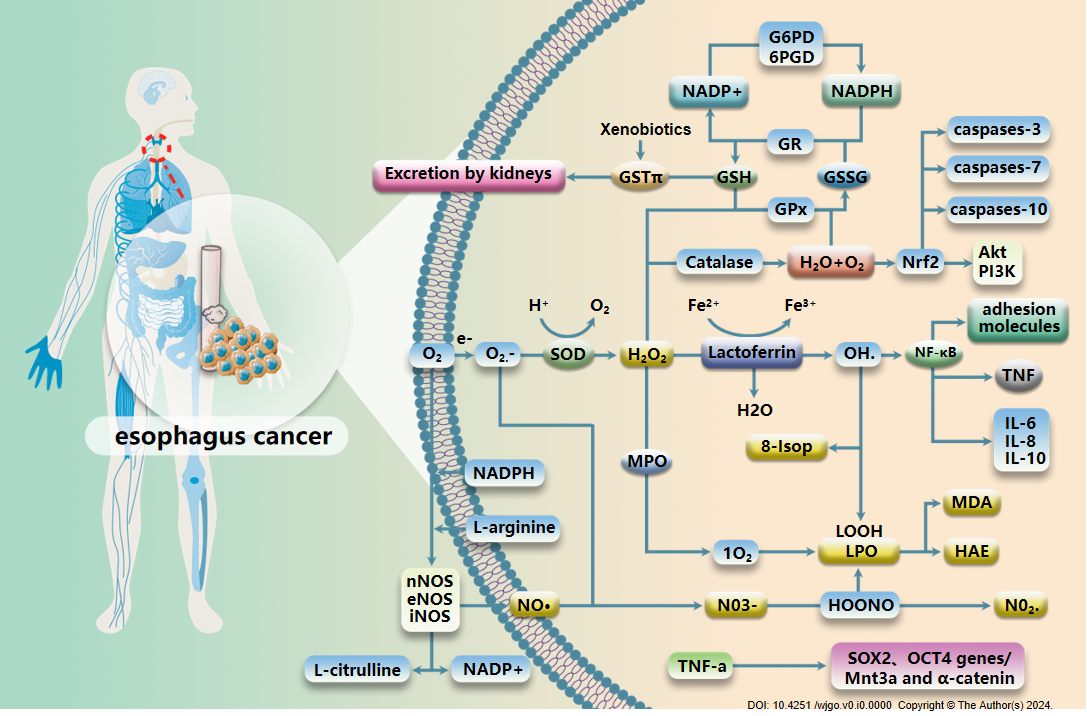 G6PD
6PGD
NADP+
NADPH
Xenobiotics
GR
caspases-3
Excretion by kidneys
GSTπ
GSH
GSSG
caspases-7
GPx
caspases-10
Catalase
H₂O+O₂
Nrf2
Akt
PI3K
H⁺
O₂
Fe²⁺
Fe³⁺
adhesion
molecules
e-
O₂
O₂.-
SOD
H₂O₂
Lactoferrin
OH.
NF-κB
TNF
H2O
esophagus cancer
8-Isop
IL-6
IL-8
IL-10
MPO
NADPH
MDA
L-arginine
LOOH
LPO
1O₂
HAE
nNOS
eNOS
iNOS
NO•
N03-
HOONO
N0₂.
L-citrulline
NADP+
TNF-a
SOX2、OCT4 genes/
Mnt3a and α-catenin
DOI: 10.4251 /wjgo.v0.i0.0000 Copyright © The Author(s) 2024.